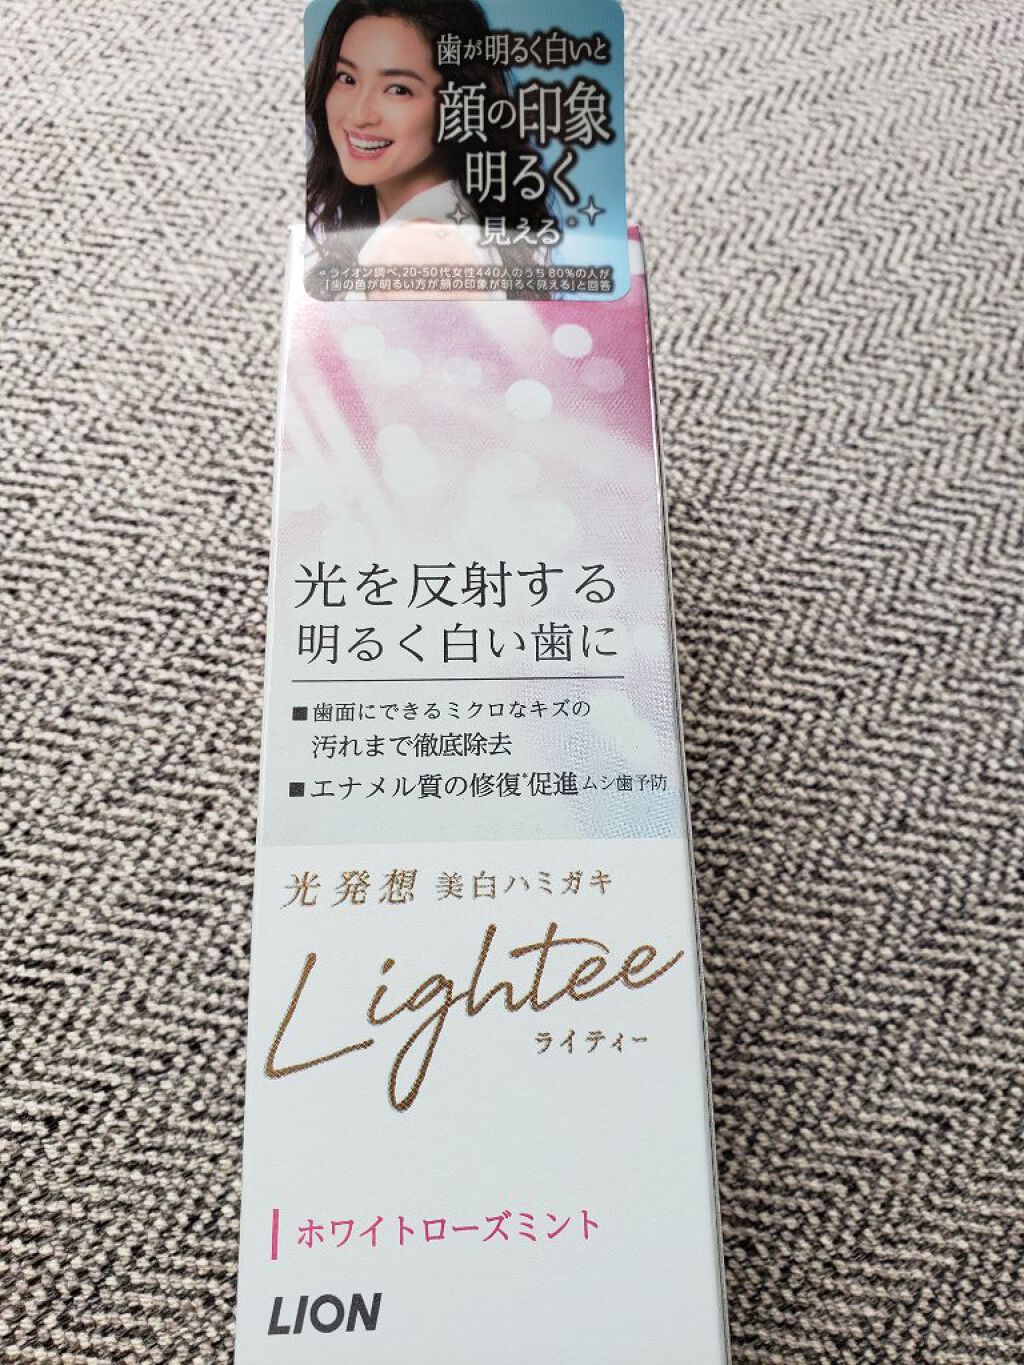 歯が明るく白いと
顔の印象
明るく
見える*
*ライオン調べ、20-50代女性440人のうち80%の人が
「歯の色が明るい方が顔の印象が明るく見える」と回答
光を反射する
明るく白い歯に
■歯面にできるミクロなキズの
汚れまで徹底除去
■エナメル質の修復*促進ムシ歯予防
光発想 美白ハミガキ
Lightee
ライティー
ホワイトローズミント
LION